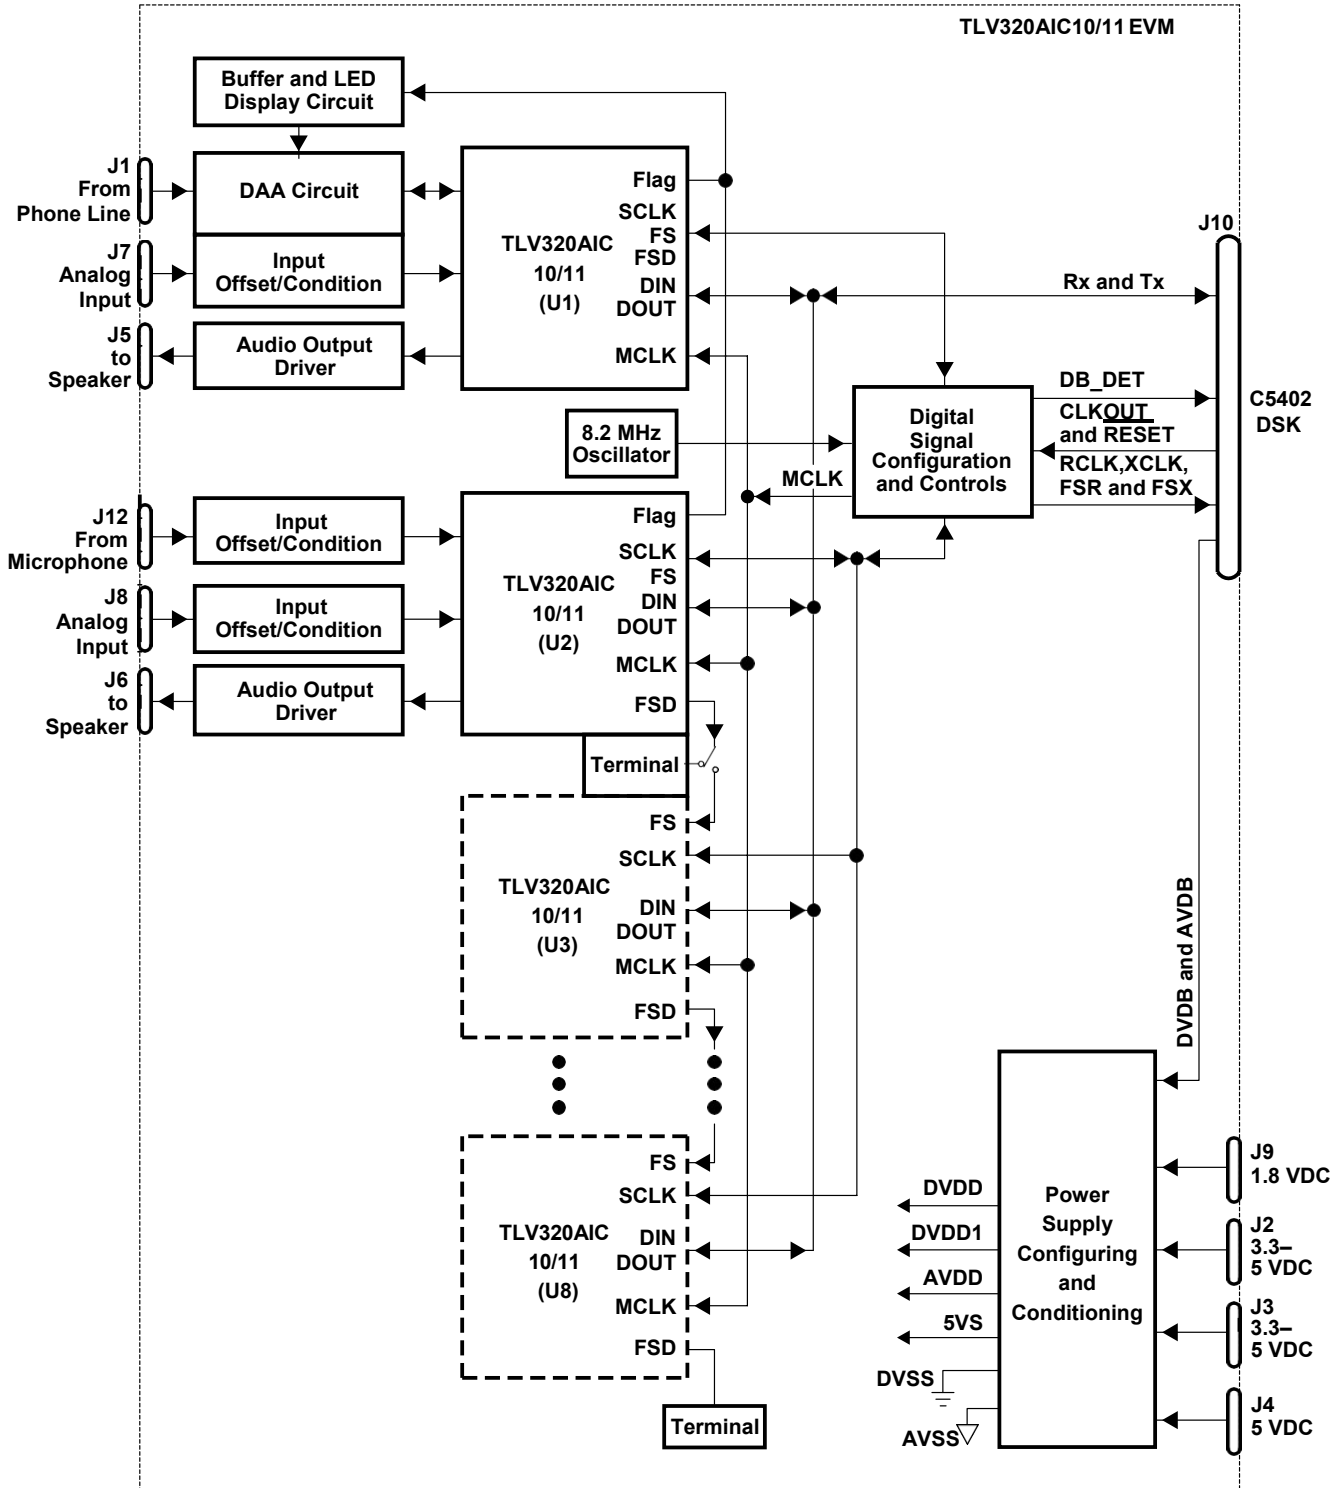 TLV320AIC10/11 EVM
Buffer and LED
Display Circuit
J1
From
Phone Line
DAA Circuit
J7
Analog
Input
Input
Offset/Condition
J5
to
Speaker
Audio Output
Driver
TLV320AIC
10/11
(U1)
Flag
SCLK
FS
FSD
DIN
DOUT
MCLK
J10
Rx and Tx
C5402
DSK
DB_DET
CLKOUT
and RESET
RCLK,XCLK,
FSR and FSX
Digital
Signal
Configuration
and Controls
8.2 MHz
Oscillator
MCLK
J12
From
Microphone
Input
Offset/Condition
J8
Analog
Input
Input
Offset/Condition
J6
to
Speaker
Audio Output
Driver
TLV320AIC
10/11
(U2)
Flag
SCLK
FS
DIN
DOUT
MCLK
FSD
Terminal
TLV320AIC
10/11
(U3)
FS
SCLK
DIN
DOUT
MCLK
FSD
TLV320AIC
10/11
(U8)
FS
SCLK
DIN
DOUT
MCLK
FSD
Terminal
DVDB and AVDB
Power
Supply
Configuring
and
Conditioning
DVDD
DVDD1
AVDD
5VS
DVSS
AVSS
J9
1.8 VDC
J2
3.3–
5 VDC
J3
3.3–
5 VDC
J4
5 VDC